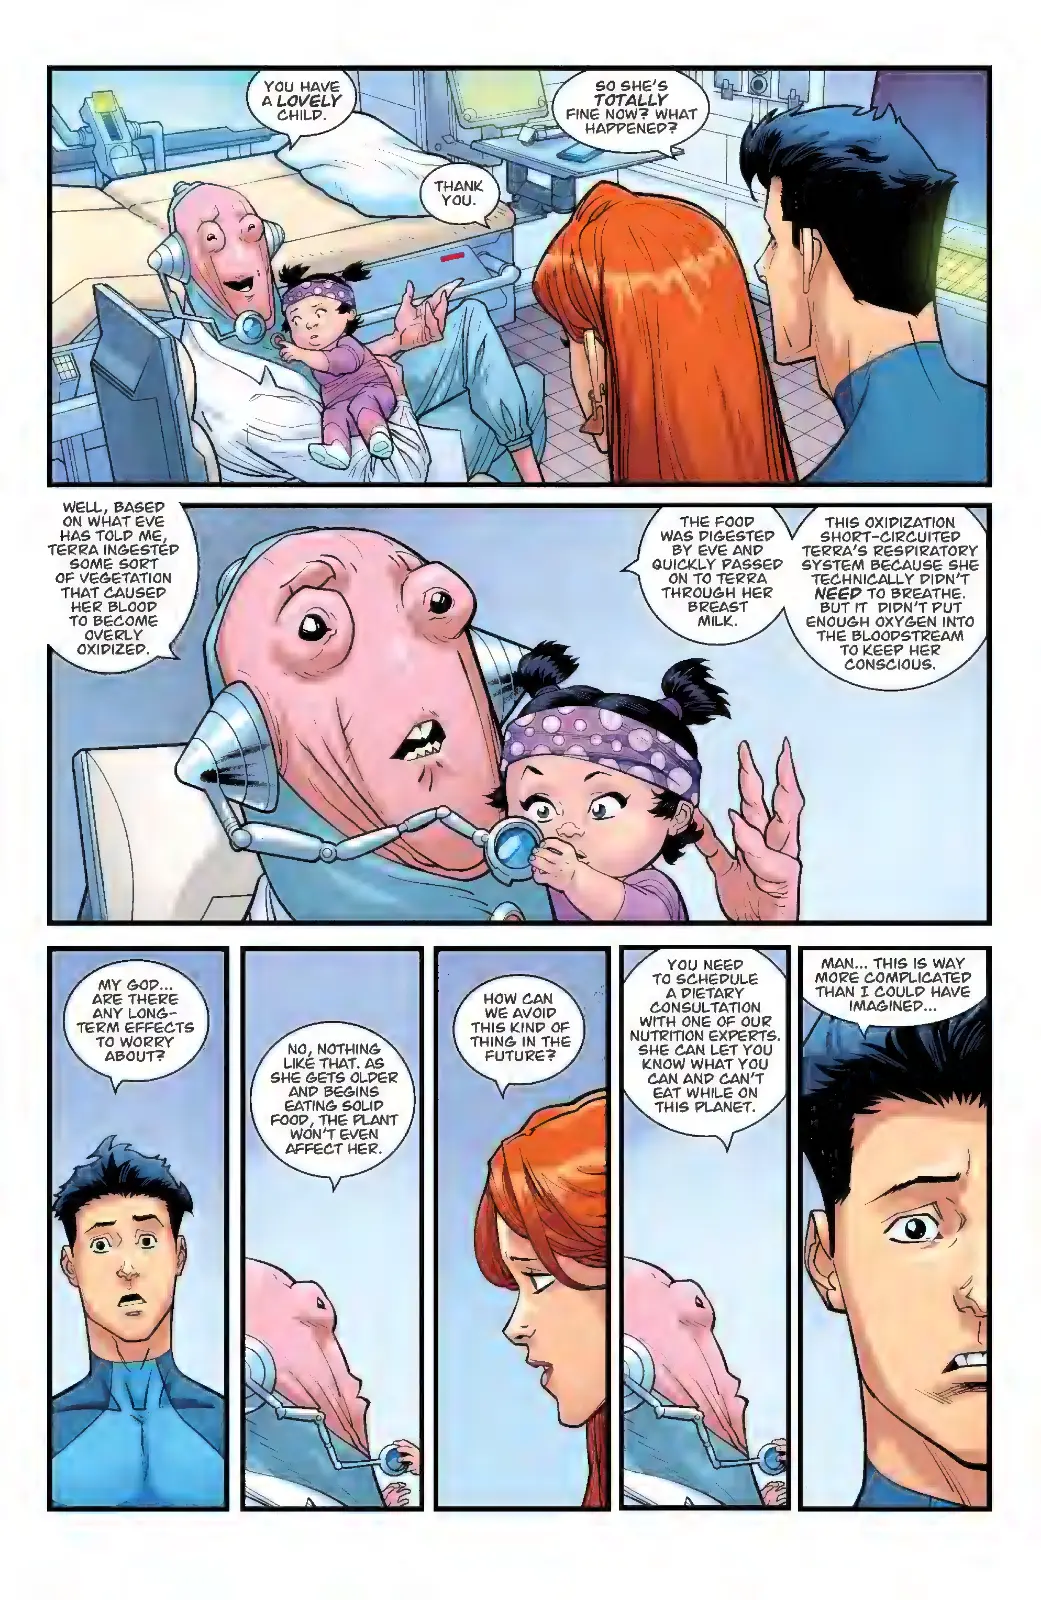 YOU HAVE
A LOVELY
CHILD.
THANK
YOU.
SO SHE'S
TOTALLY
FINE NOW? WHAT
HAPPENED?
WELL, BASED
ON WHAT EVE
HAS TOLD ME,
TERRA INGESTED
SOME SORT
OF VEGETATION
THAT CAUSED
HER BLOOD
TO BECOME
OVERLY
OXIDIZED.
THE FOOD
WAS DIGESTED
BY EVE AND
QUICKLY PASSED
ON TO TERRA
THROUGH HER
BREAST
MILK.
THIS OXIDIZATION
SHORT-CIRCUITED
TERRA'S RESPIRATORY
SYSTEM BECAUSE SHE
TECHNICALLY DIDN'T
NEED TO BREATHE.
BUT IT DIDN'T PUT
ENOUGH OXYGEN INTO
THE BLOODSTREAM
TO KEEP HER
CONSCIOUS.
MY GOD...
ARE THERE
ANY LONG-
TERM EFFECTS
TO WORRY
ABOUT?
NO, NOTHING
LIKE THAT. AS
SHE GETS OLDER
AND BEGINS
EATING SOLID
FOOD, THE PLANT
WON'T EVEN
AFFECT HER.
HOW CAN
WE AVOID
THIS KIND OF
THING IN THE
FUTURE?
YOU NEED
TO SCHEDULE
A DIETARY
CONSULTATION
WITH ONE OF OUR
NUTRITION EXPERTS.
SHE CAN LET YOU
KNOW WHAT YOU
CAN AND CAN'T
EAT WHILE ON
THIS PLANET.
MAN... THIS IS WAY
MORE COMPLICATED
THAN I COULD HAVE
IMAGINED...